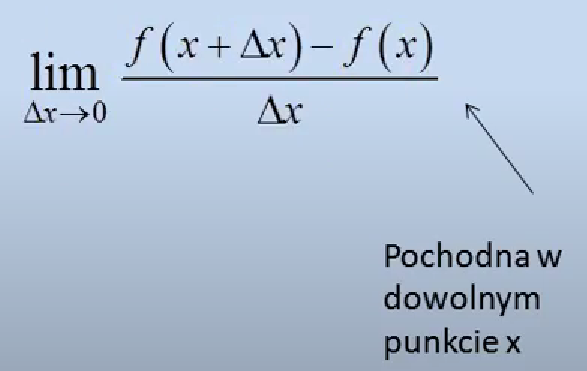 lim Δx→0 f(x+Δx)−f(x) / Δx
Pochodna w
dowolnym
punkcie x